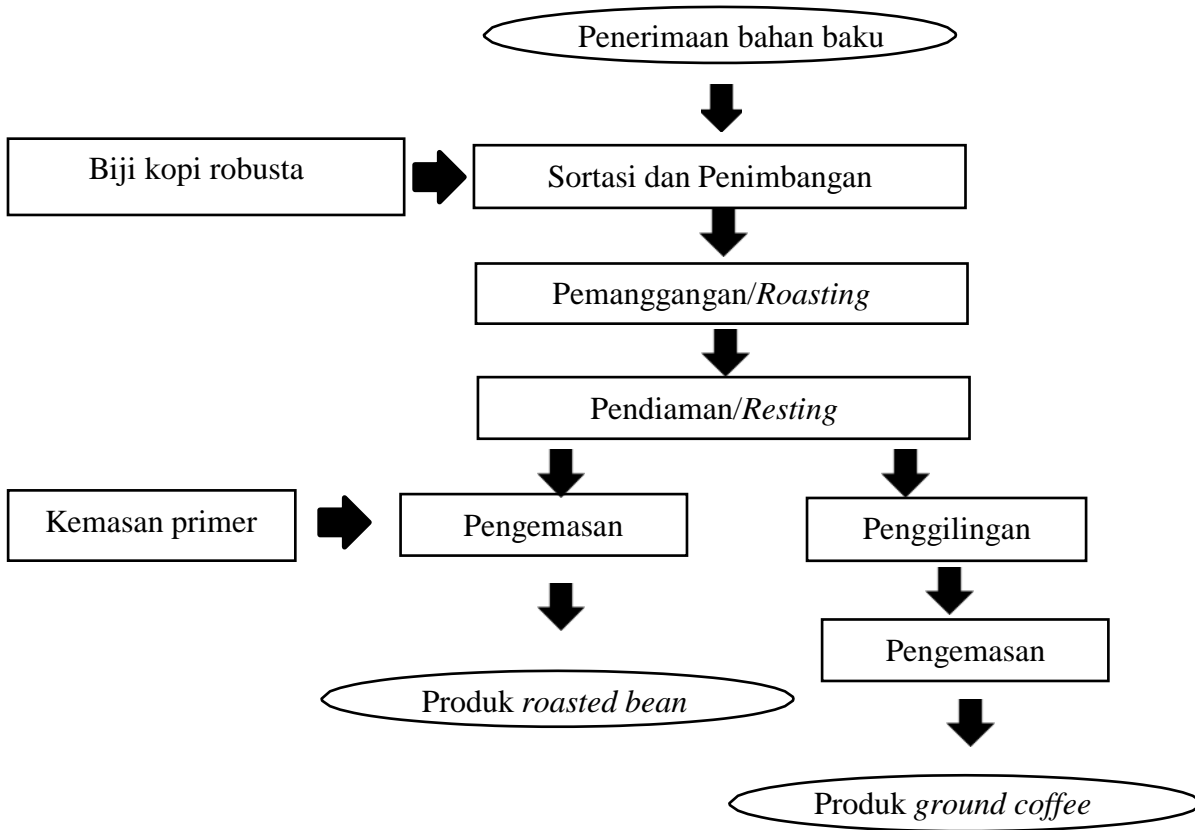 Penerimaan bahan baku
Biji kopi robusta
Sortasi dan Penimbangan
Pemanggangan/Roasting
Pendiaman/Resting
Kemasan primer
Pengemasan
Penggilingan
Pengemasan
Produk roasted bean
Produk ground coffee